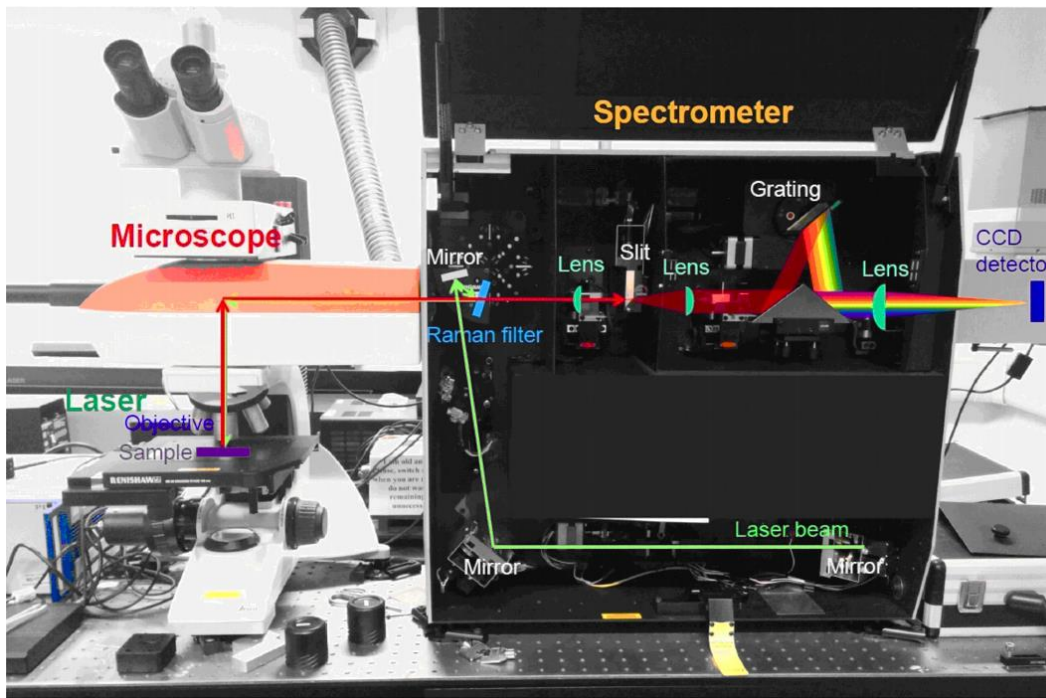 Spectrometer
Grating
Microscope
Mirror
Slit
CCD
detecto
Lens
Lens
Lens
Raman filter
Laser
Objective
Sample
RENISHAW
Laser beam
Mirror
Mirror